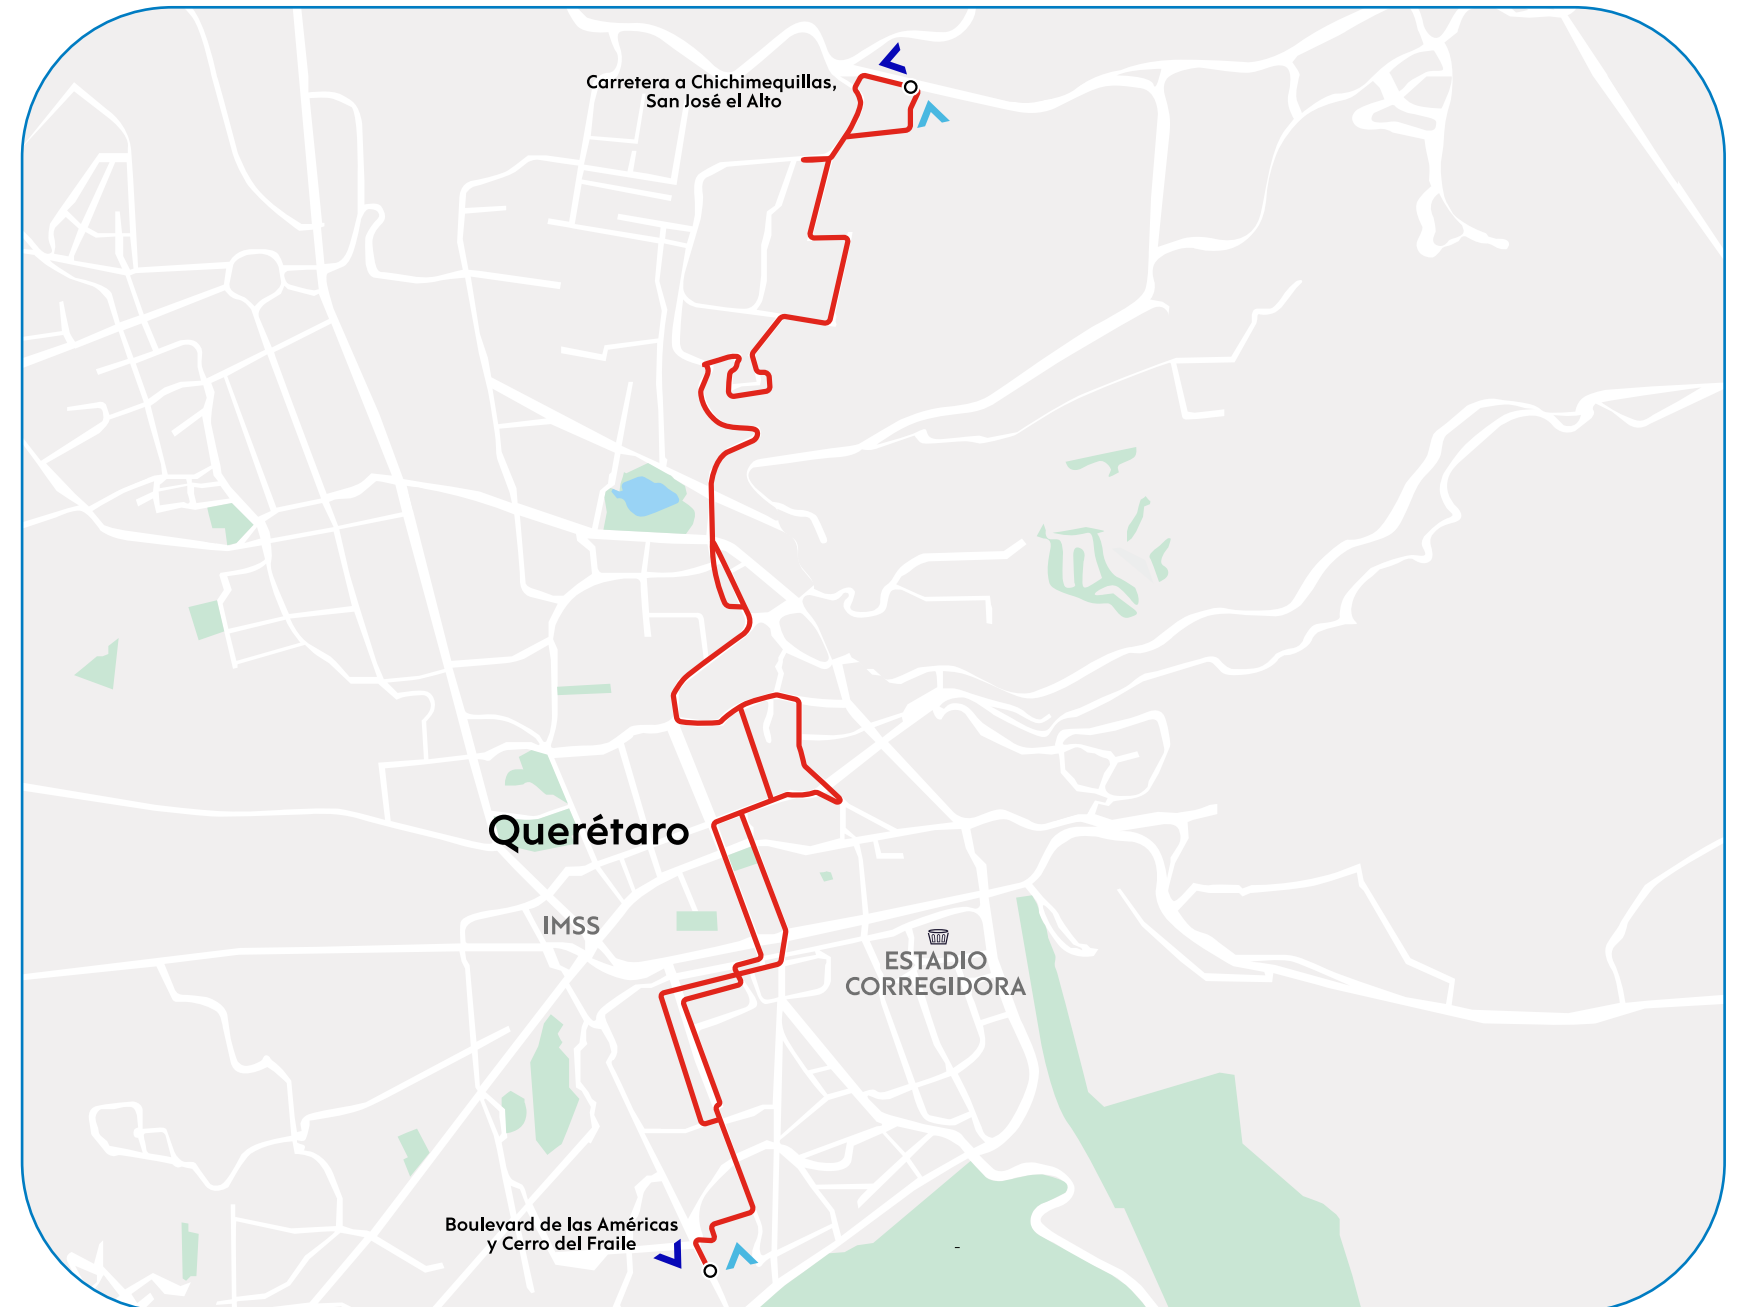 Carretera a Chichimequillas,
San José el Alto
Querétaro
IMSS
ESTADIO
CORREGIDORA
Boulevard de las Américas
y Cerro del Fraile
-